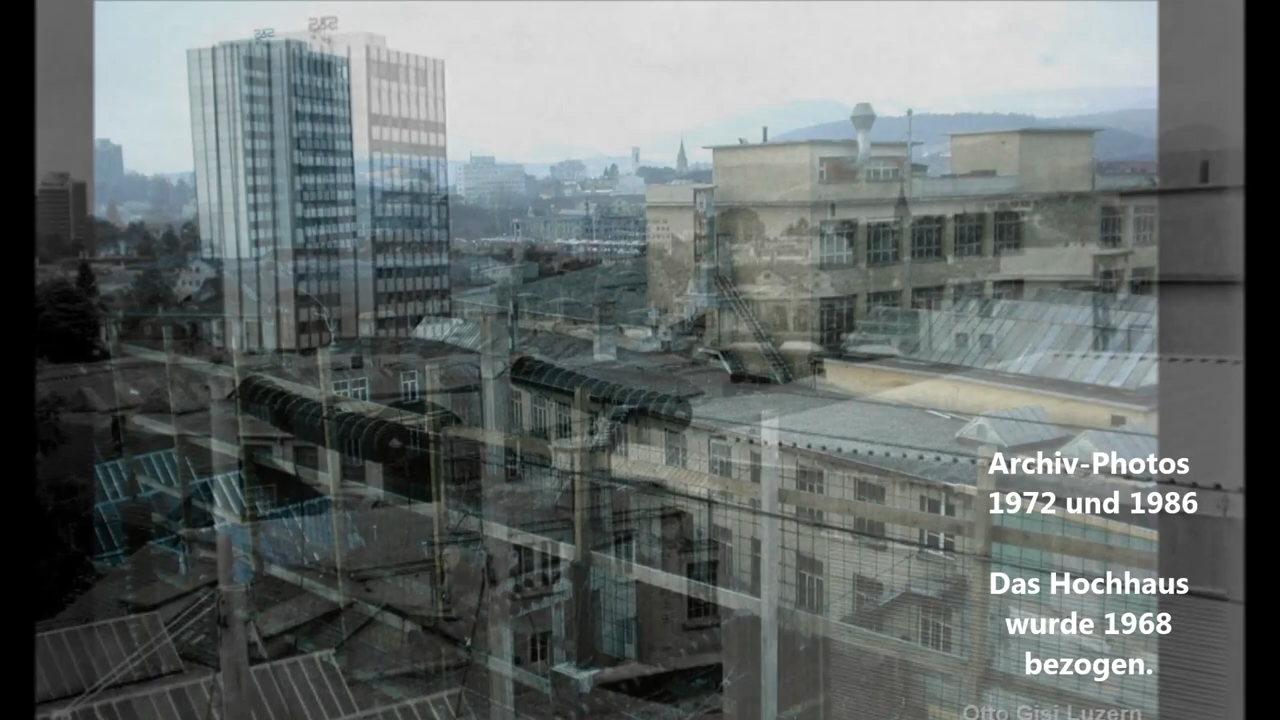 Archiv-Photos
1972 und 1986
Das Hochhaus
wurde 1968
bezogen.
Otto Gisi Luzern